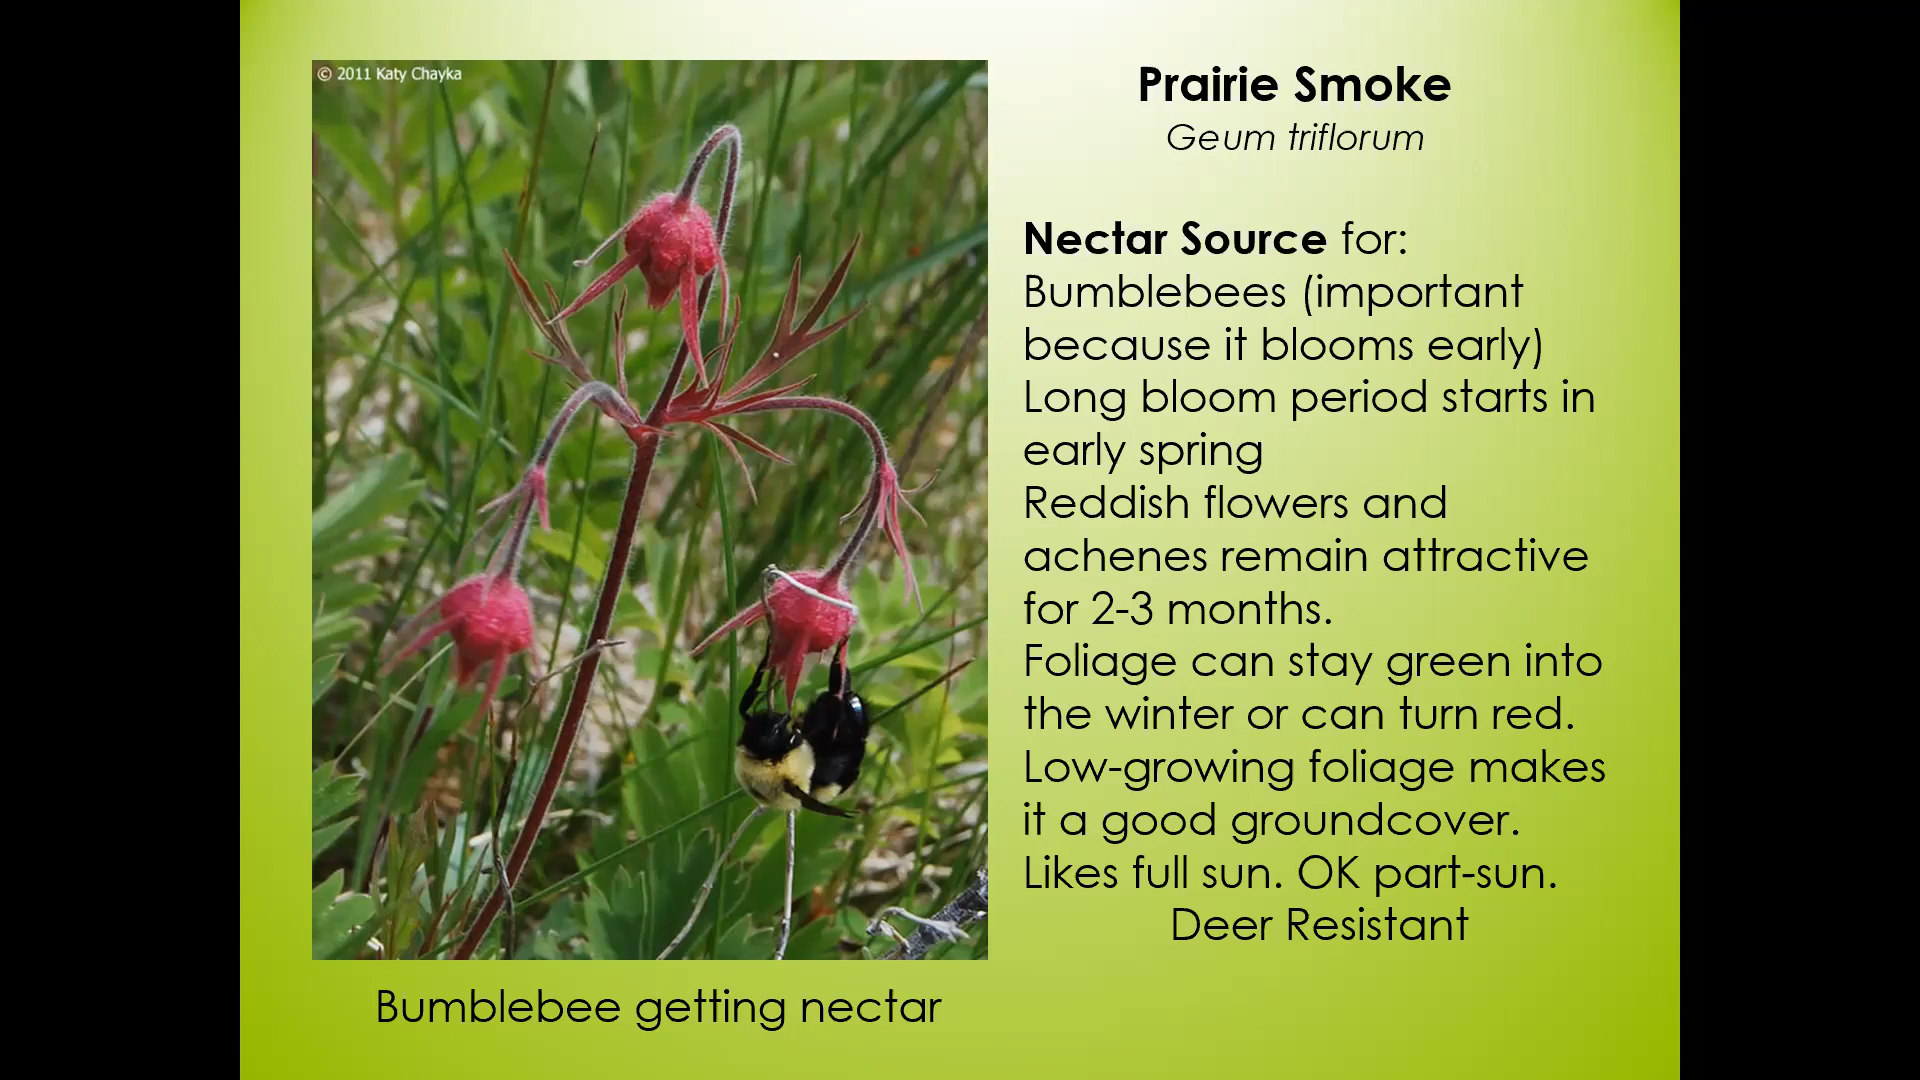 © 2011 Katy Chayka
Prairie Smoke
Geum triflorum
Nectar Source for:
Bumblebees (important
because it blooms early)
Long bloom period starts in
early spring
Reddish flowers and
achenes remain attractive
for 2-3 months.
Foliage can stay green into
the winter or can turn red.
Low-growing foliage makes
it a good groundcover.
Likes full sun. OK part-sun.
Deer Resistant
Bumblebee getting nectar